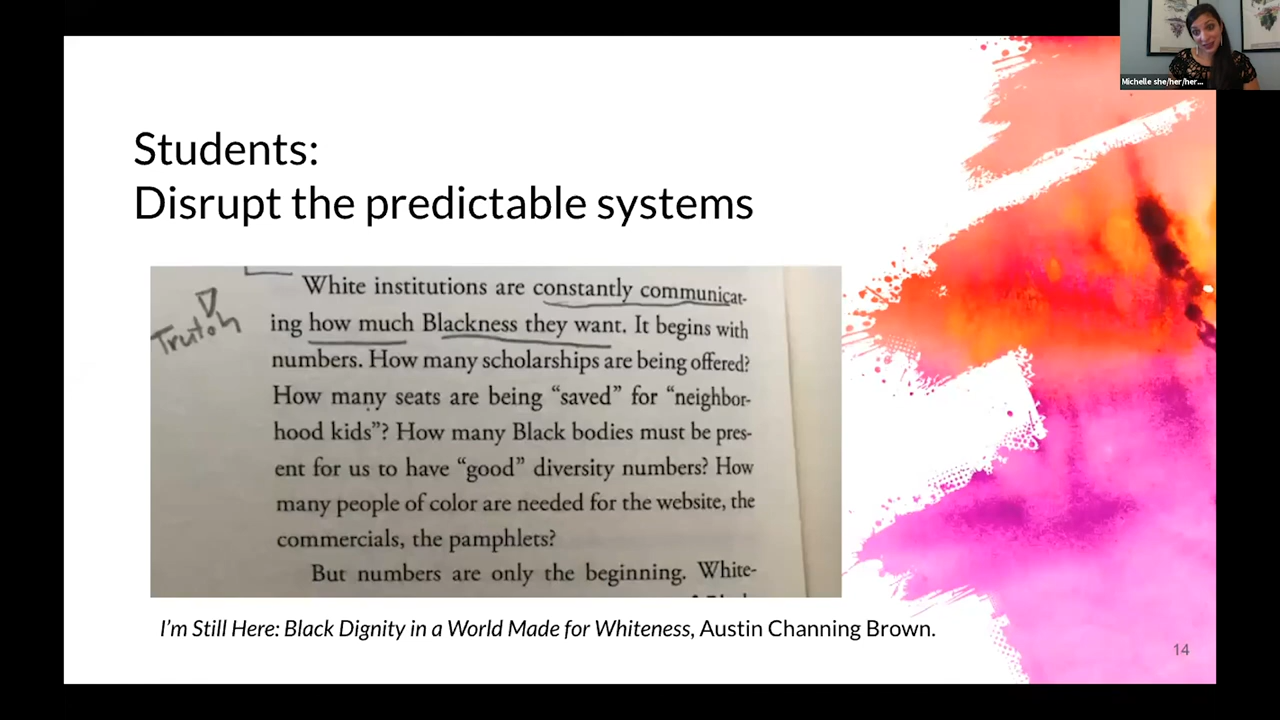 Michelle she/her/her...
Students:
Disrupt the predictable systems
Trutoh
White institutions are constantly communicat-
ing how much Blackness they want. It begins with
numbers. How many scholarships are being offered?
How many seats are being “saved” for “neighbor-
hood kids”? How many Black bodies must be pres-
ent for us to have “good” diversity numbers? How
many people of color are needed for the website, the
commercials, the pamphlets?
But numbers are only the beginning. White-
I’m Still Here: Black Dignity in a World Made for Whiteness, Austin Channing Brown.
14